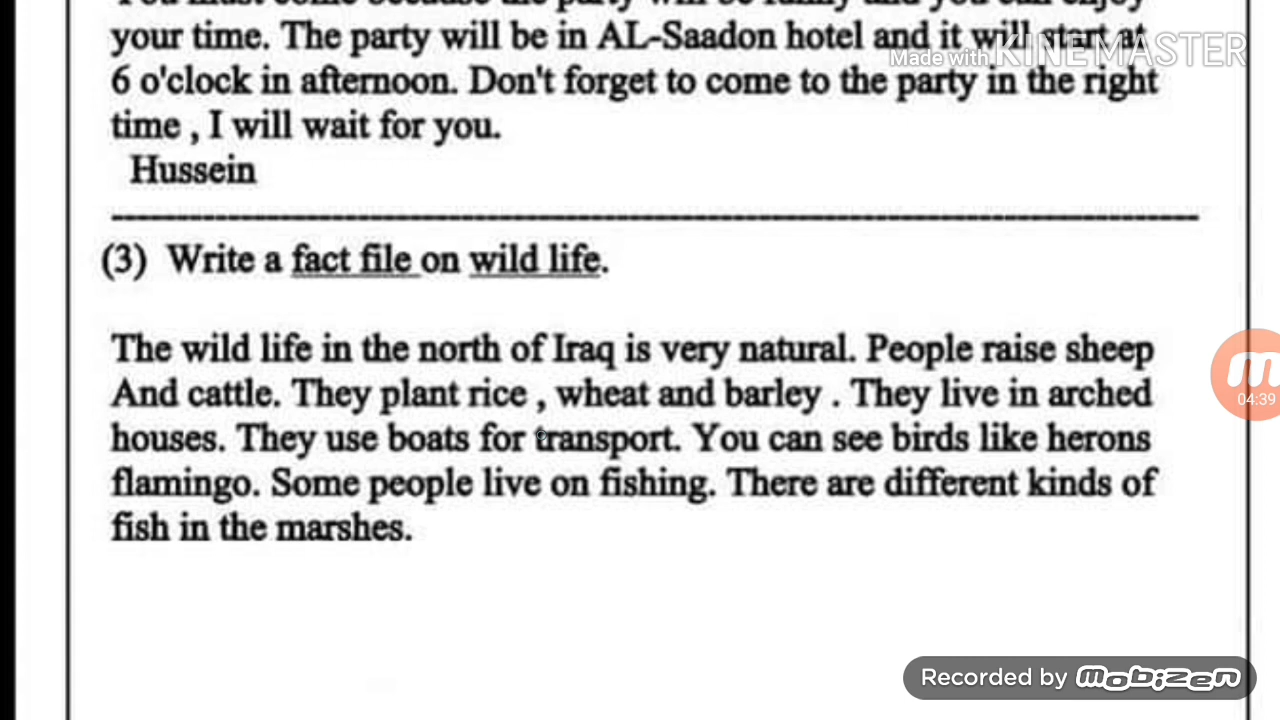 your time. The party will be in AL-Saadon hotel and it will start at
Made with KINEMASTER
6 o'clock in afternoon. Don't forget to come to the party in the right
time , I will wait for you.
Hussein
(3) Write a fact file on wild life.
The wild life in the north of Iraq is very natural. People raise sheep
And cattle. They plant rice , wheat and barley . They live in arched
04:39
houses. They use boats for transport. You can see birds like herons
flamingo. Some people live on fishing. There are different kinds of
fish in the marshes.
Recorded by mobizen